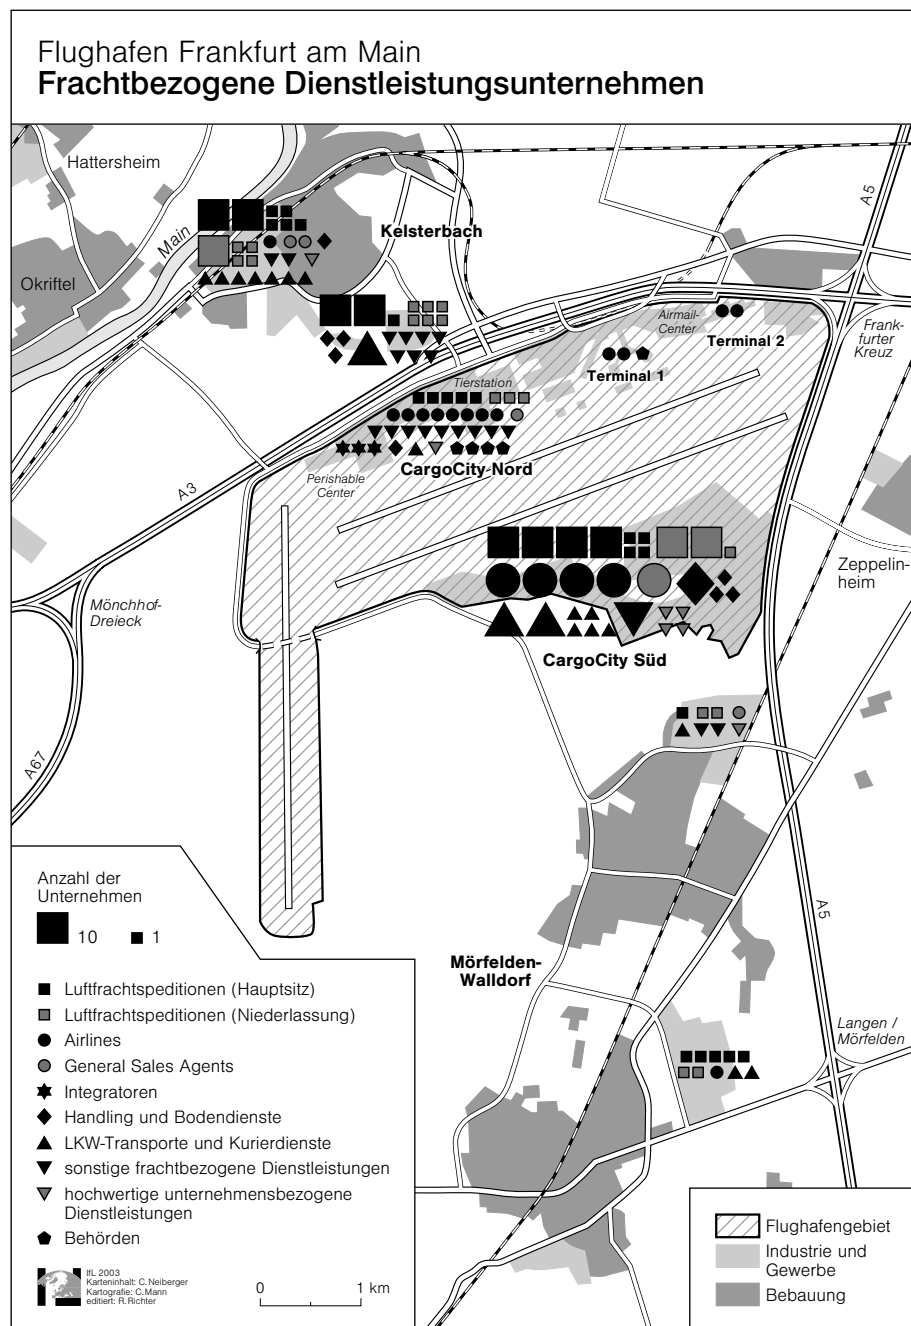 Flughafen Frankfurt am Main
Frachtbezogene Dienstleistungsunternehmen
Hattersheim
A 5
Main
Kelsterbach
Okriftel
Airmail-
Center
Terminal 2
Frank-
furter
Kreuz
Terminal 1
Tierstation
CargoCity Nord
Perishable
Center
A 3
Zeppelin-
heim
Mönchhof-
Dreieck
CargoCity Süd
A67
Anzahl der
Unternehmen
10
1
A 5
Mörfelden-
Walldorf
Luftfrachtspeditionen (Hauptsitz)
Luftfrachtspeditionen (Niederlassung)
Airlines
General Sales Agents
Integratoren
Handling und Bodendienste
LKW-Transporte und Kurierdienste
sonstige frachtbezogene Dienstleistungen
hochwertige unternehmensbezogene
Dienstleistungen
Behörden
Langen /
Mörfelden
IfL 2003
Karteninhalt: C. Neiberger
Kartografie: C. Mann
editiert: R. Richter
0
1 km
Flughafengebiet
Industrie und
Gewerbe
Bebauung